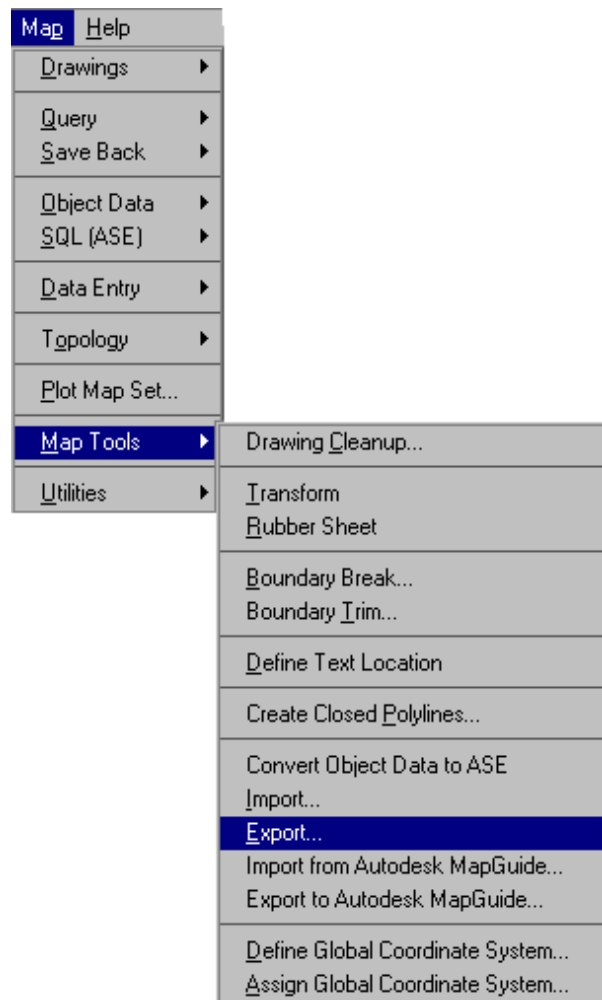 Map Help
Drawings
Query
Save Back
Object Data
SQL (ASE)
Data Entry
Topology
Plot Map Set...
Map Tools
Utilities
Drawing Cleanup...
Transform
Rubber Sheet
Boundary Break...
Boundary Trim...
Define Text Location
Create Closed Polylines...
Convert Object Data to ASE
Import...
Export...
Import from Autodesk MapGuide...
Export to Autodesk MapGuide...
Define Global Coordinate System...
Assign Global Coordinate System...